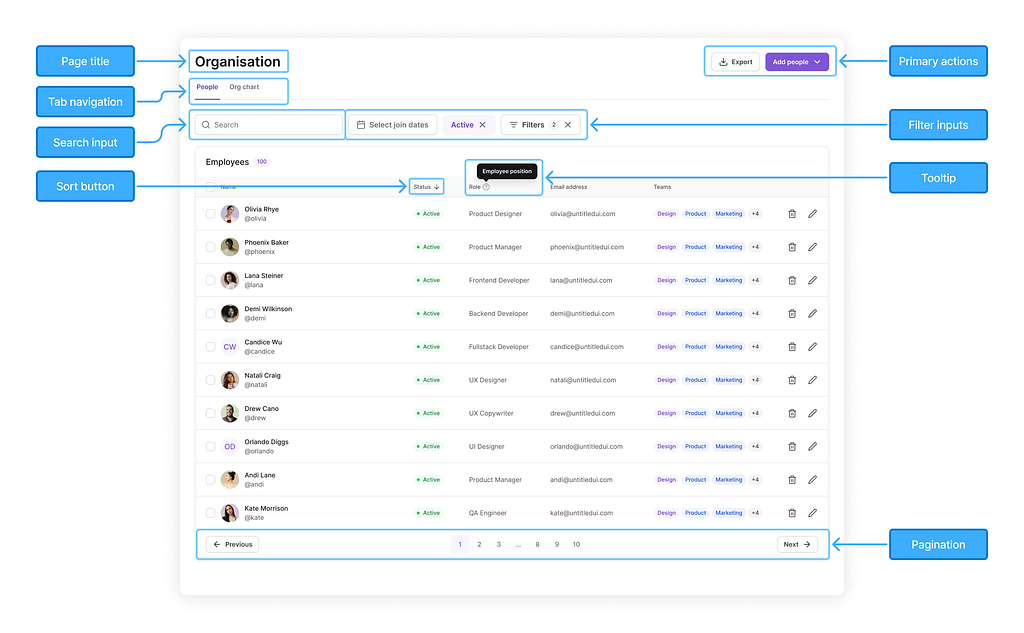 Page title
Tab navigation
Search input
Sort button
Organisation
Export
Add people
Primary actions
People
Org chart
Search
Select join dates
Active
Filters
2
Filter inputs
Employees
100
Employee position
Tooltip
Name
Status
Role
Email address
Teams
Olivia Rhye
@olivia
Active
Product Designer
olivia@untitledui.com
Design Product Marketing +4
Phoenix Baker
@phoenix
Active
Product Manager
phoenix@untitledui.com
Design Product Marketing +4
Lana Steiner
@lana
Active
Frontend Developer
lana@untitledui.com
Design Product Marketing +4
Demi Wilkinson
@demi
Active
Backend Developer
demi@untitledui.com
Design Product Marketing +4
CW
Candice Wu
@candice
Active
Fullstack Developer
candice@untitledui.com
Design Product Marketing +4
Natali Craig
@natali
Active
UX Designer
natali@untitledui.com
Design Product Marketing +4
Drew Cano
@drew
Active
UX Copywriter
drew@untitledui.com
Design Product Marketing +4
OD
Orlando Diggs
@orlando
Active
UI Designer
orlando@untitledui.com
Design Product Marketing +4
Andi Lane
@andi
Active
Product Manager
andi@untitledui.com
Design Product Marketing +4
Kate Morrison
@kate
Active
QA Engineer
kate@untitledui.com
Design Product Marketing +4
Previous
1 2 3 ... 8 9 10
Next
Pagination